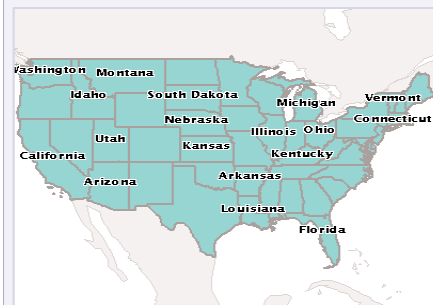 Washington
Montana
Idaho
South Dakota
Michigan
Vermont
Nebraska
Connecticut
Illinois
Ohio
Utah
Kansas
California
Kentucky
Arizona
Arkansas
Louisiana
Florida